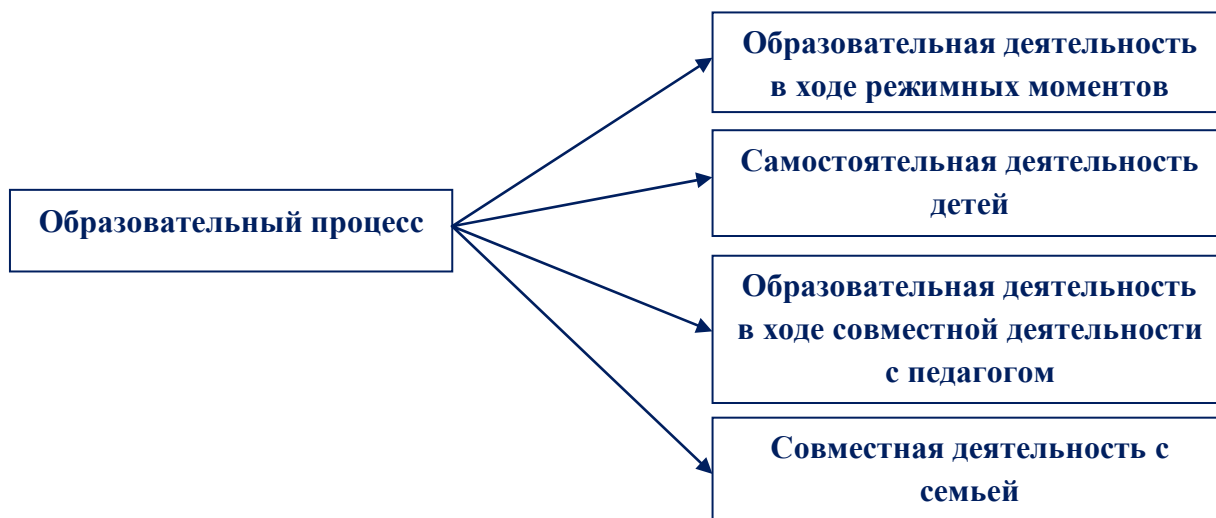 Образовательный процесс
Образовательная деятельность
в ходе режимных моментов
Самостоятельная деятельность
детей
Образовательная деятельность
в ходе совместной деятельности
с педагогом
Совместная деятельность с
семьей